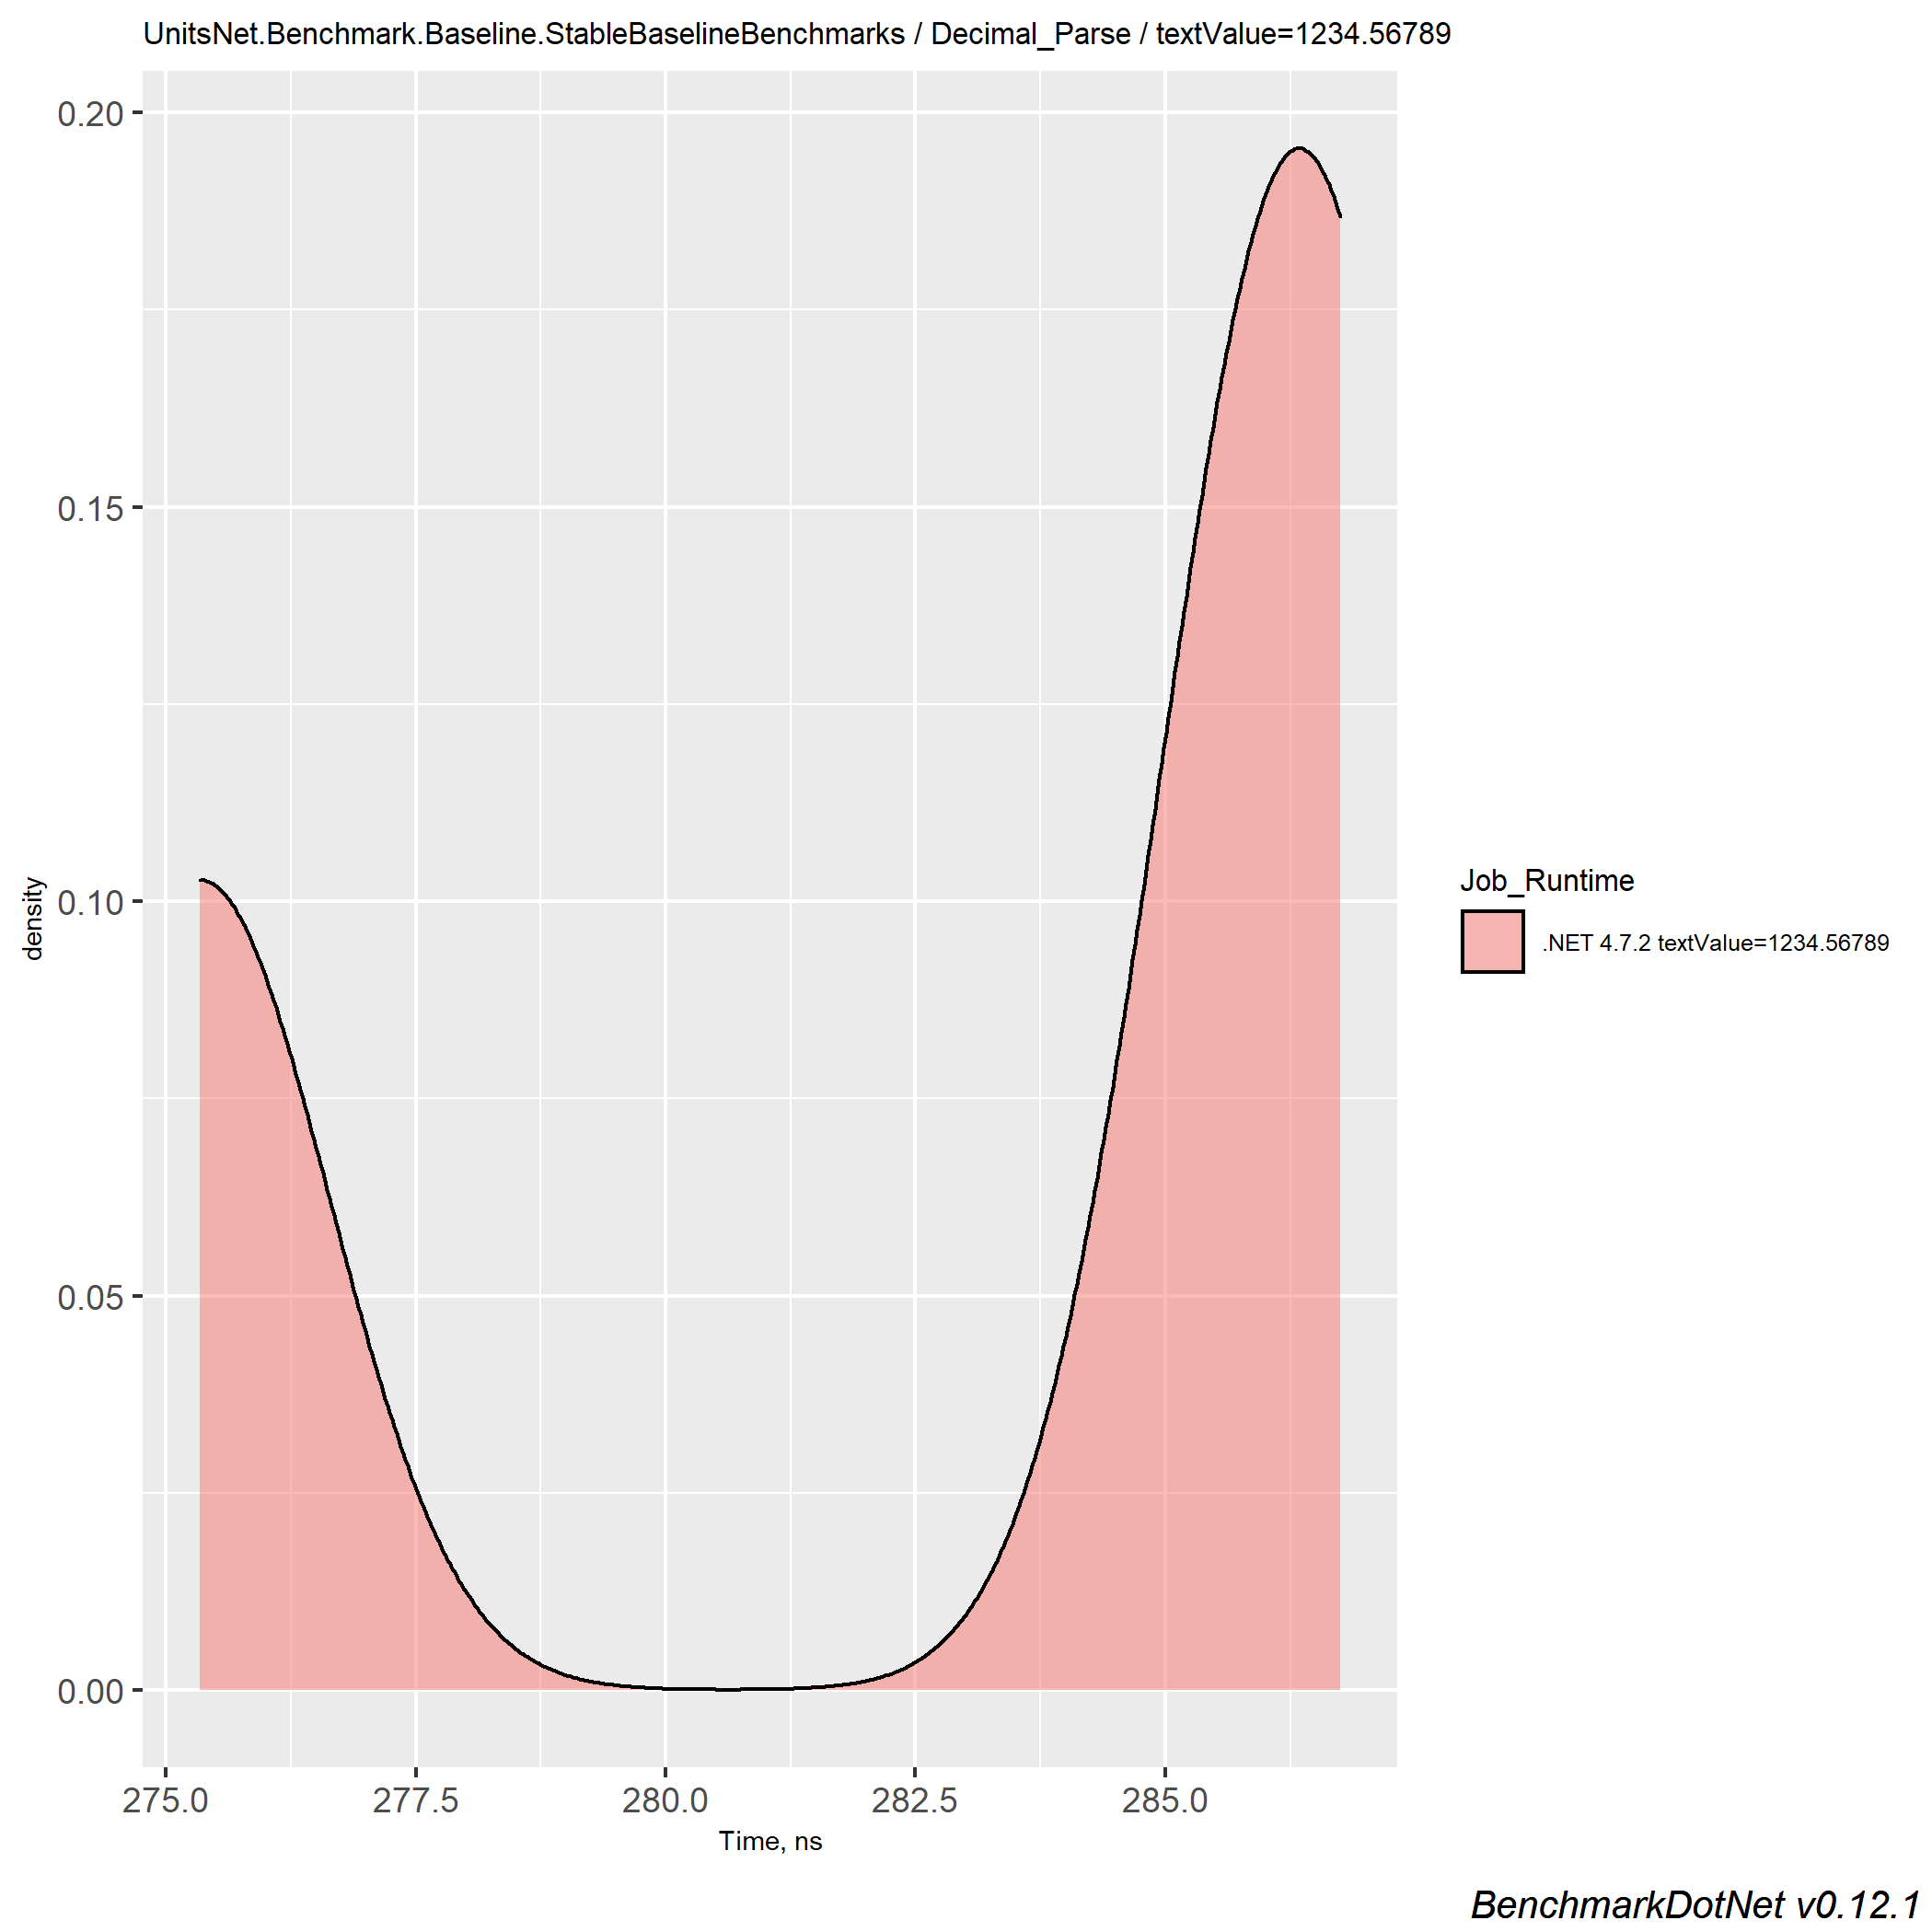 UnitsNet.Benchmark.Baseline.StableBaselineBenchmarks / Decimal_Parse / textValue=1234.56789
0.20
0.15
0.10
0.05
0.00
density
275.0 277.5 280.0 282.5 285.0
Time, ns
Job_Runtime
.NET 4.7.2 textValue=1234.56789
BenchmarkDotNet v0.12.1